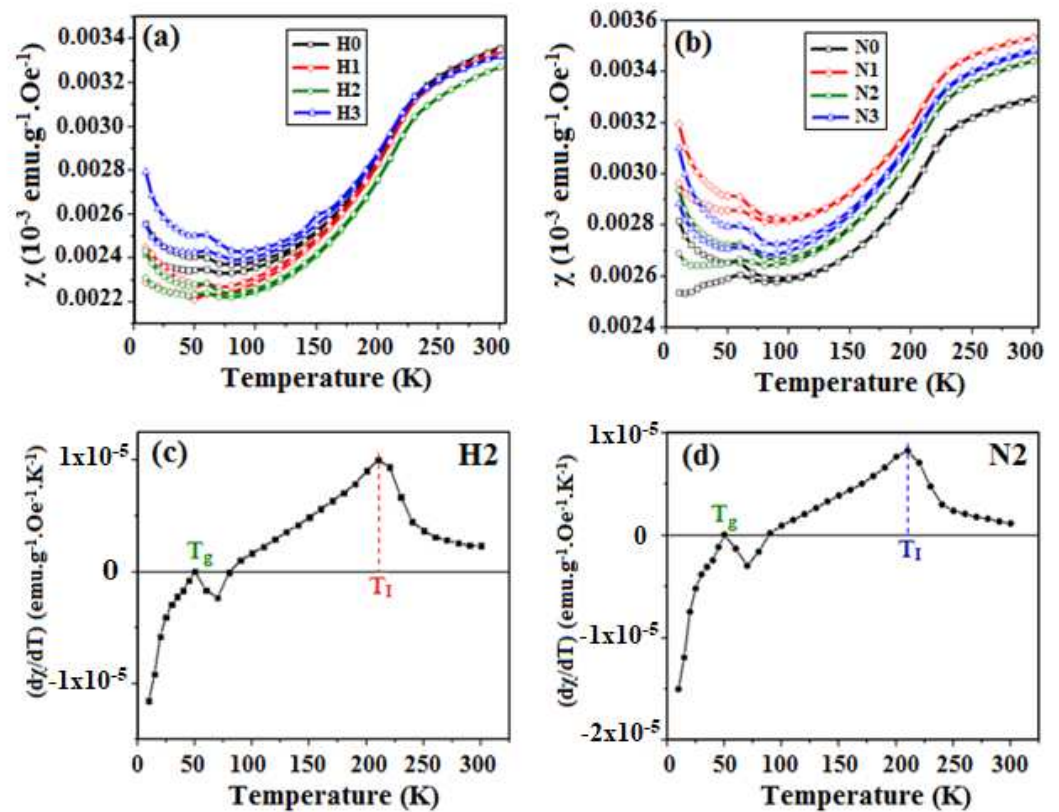 (a)
H0
H1
H2
H3
0.0034
0.0032
0.0030
0.0028
0.0026
0.0024
0.0022
χ (10⁻³ emu.g⁻¹.Oe⁻¹)
0 50 100 150 200 250 300
Temperature (K)
(b)
N0
N1
N2
N3
0.0036
0.0034
0.0032
0.0030
0.0028
0.0026
0.0024
χ (10⁻³ emu.g⁻¹.Oe⁻¹)
0 50 100 150 200 250 300
Temperature (K)
(c) H2
1x10⁻⁵
0
-1x10⁻⁵
(dχ/dT) (emu.g⁻¹.Oe⁻¹.K⁻¹)
T_g
T_I
0 50 100 150 200 250 300
Temperature (K)
(d) N2
1x10⁻⁵
0
-1x10⁻⁵
-2x10⁻⁵
(dχ/dT) (emu.g⁻¹.Oe⁻¹.K⁻¹)
T_g
T_I
0 50 100 150 200 250 300
Temperature (K)